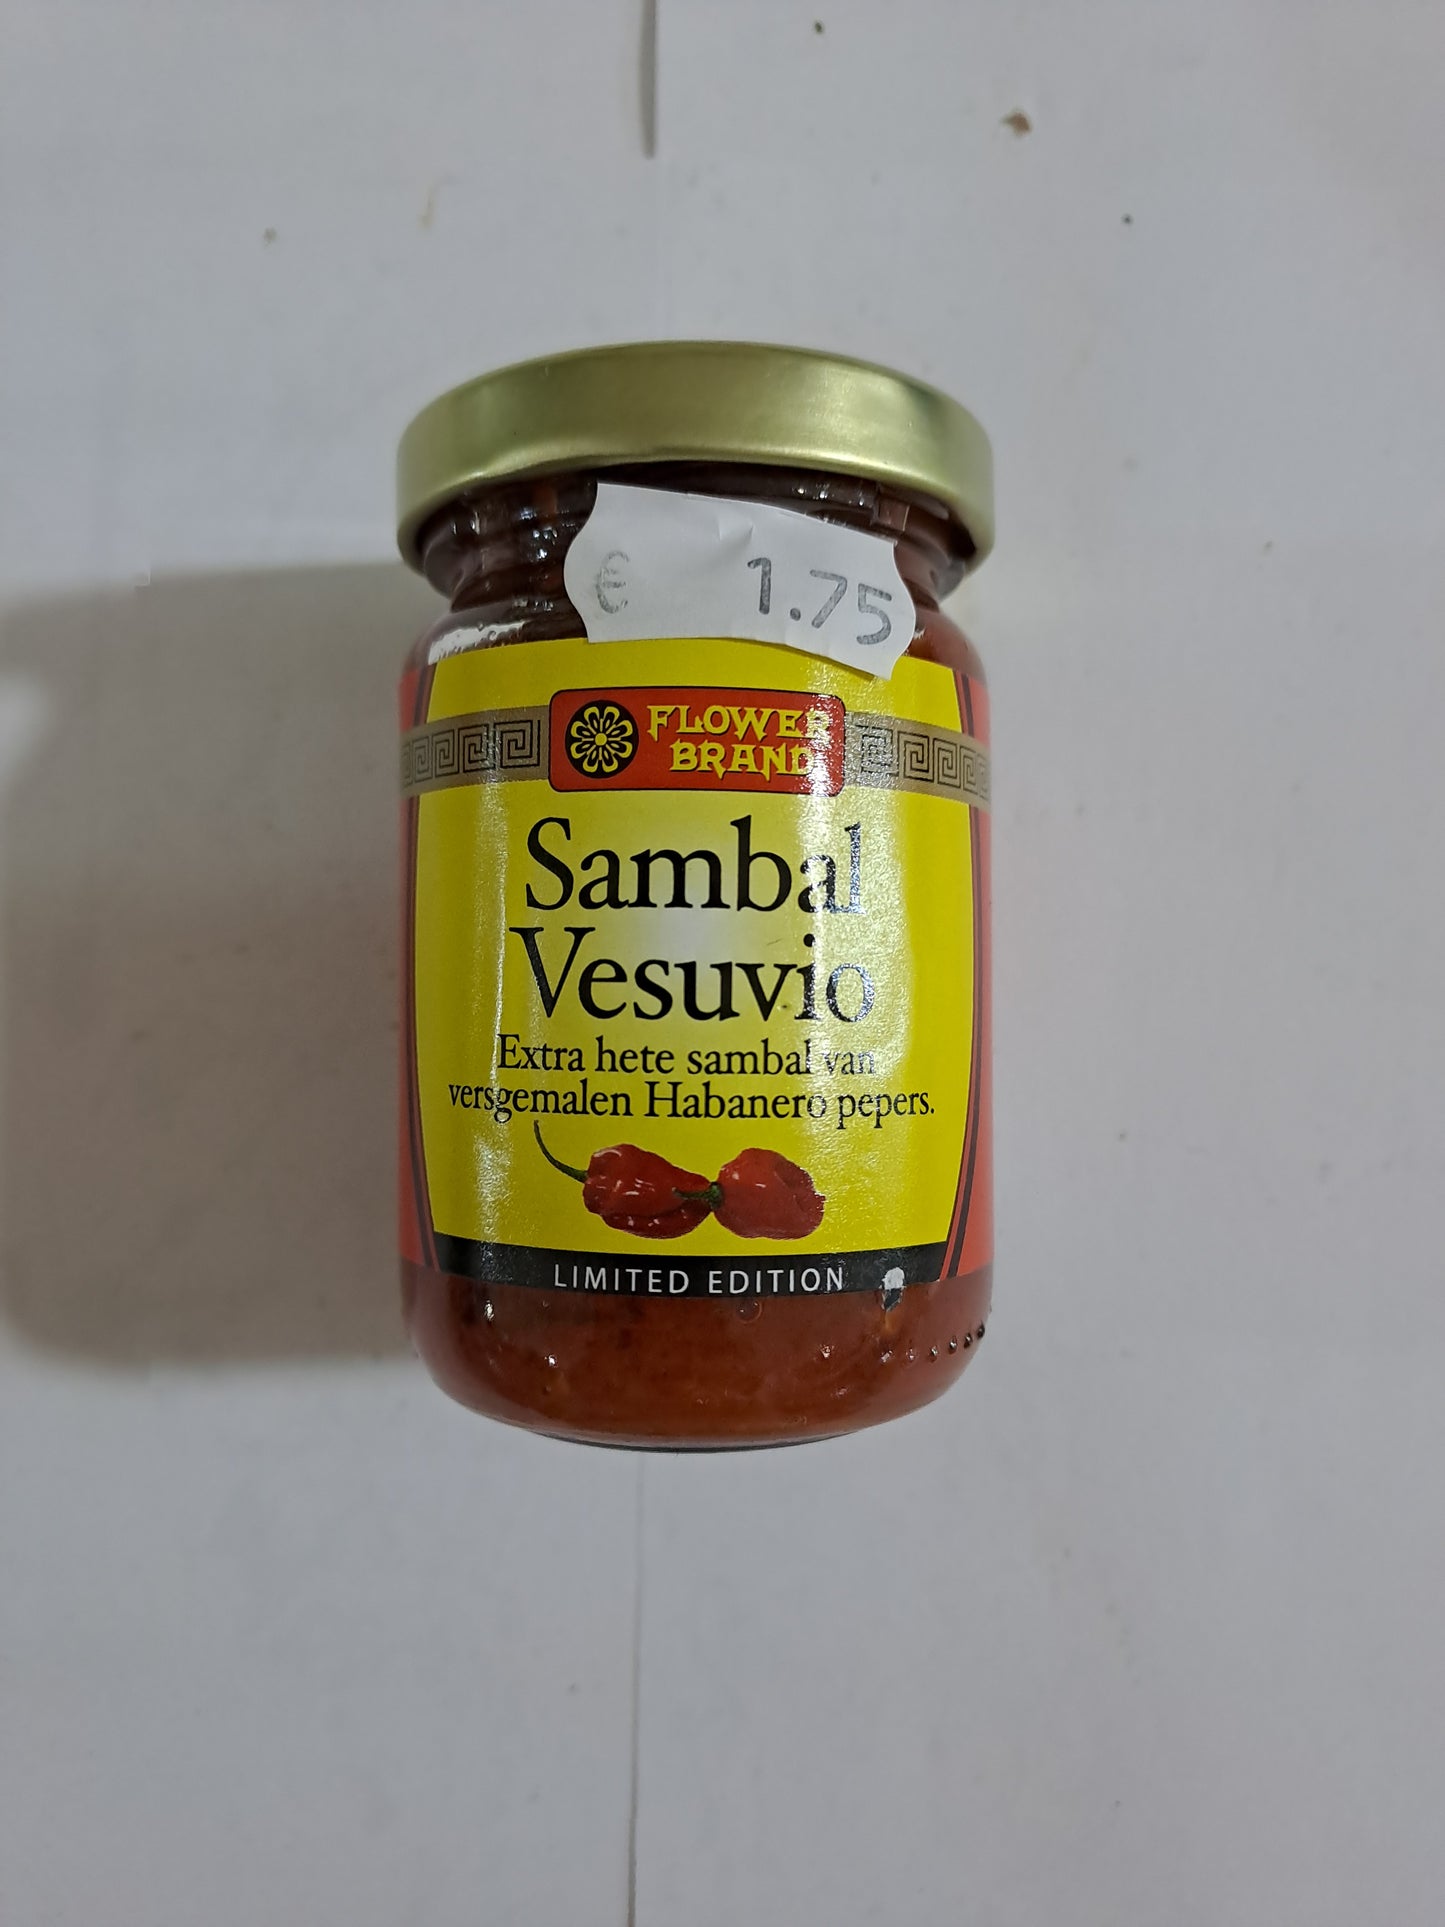 € 1.75
FLOWER
BRAND
Sambal
Vesuvio
Extra hete sambal van
versgemalen Habanero pepers.
LIMITED EDITION